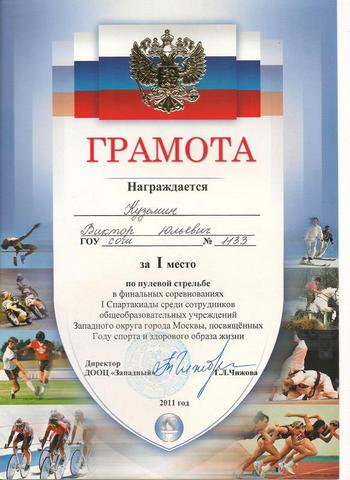 ГРАМОТА
Награждается
Кузьмин
Виктор Юльевич
ГОУ сош № 1133
за I место
по пулевой стрельбе
в финальных соревнованиях
I Спартакиады среди сотрудников
общеобразовательных учреждений
Западного округа города Москвы, посвящённых
Году спорта и здорового образа жизни
Директор
ДООЦ «Западный» Т.Л.Чижова
2011 год